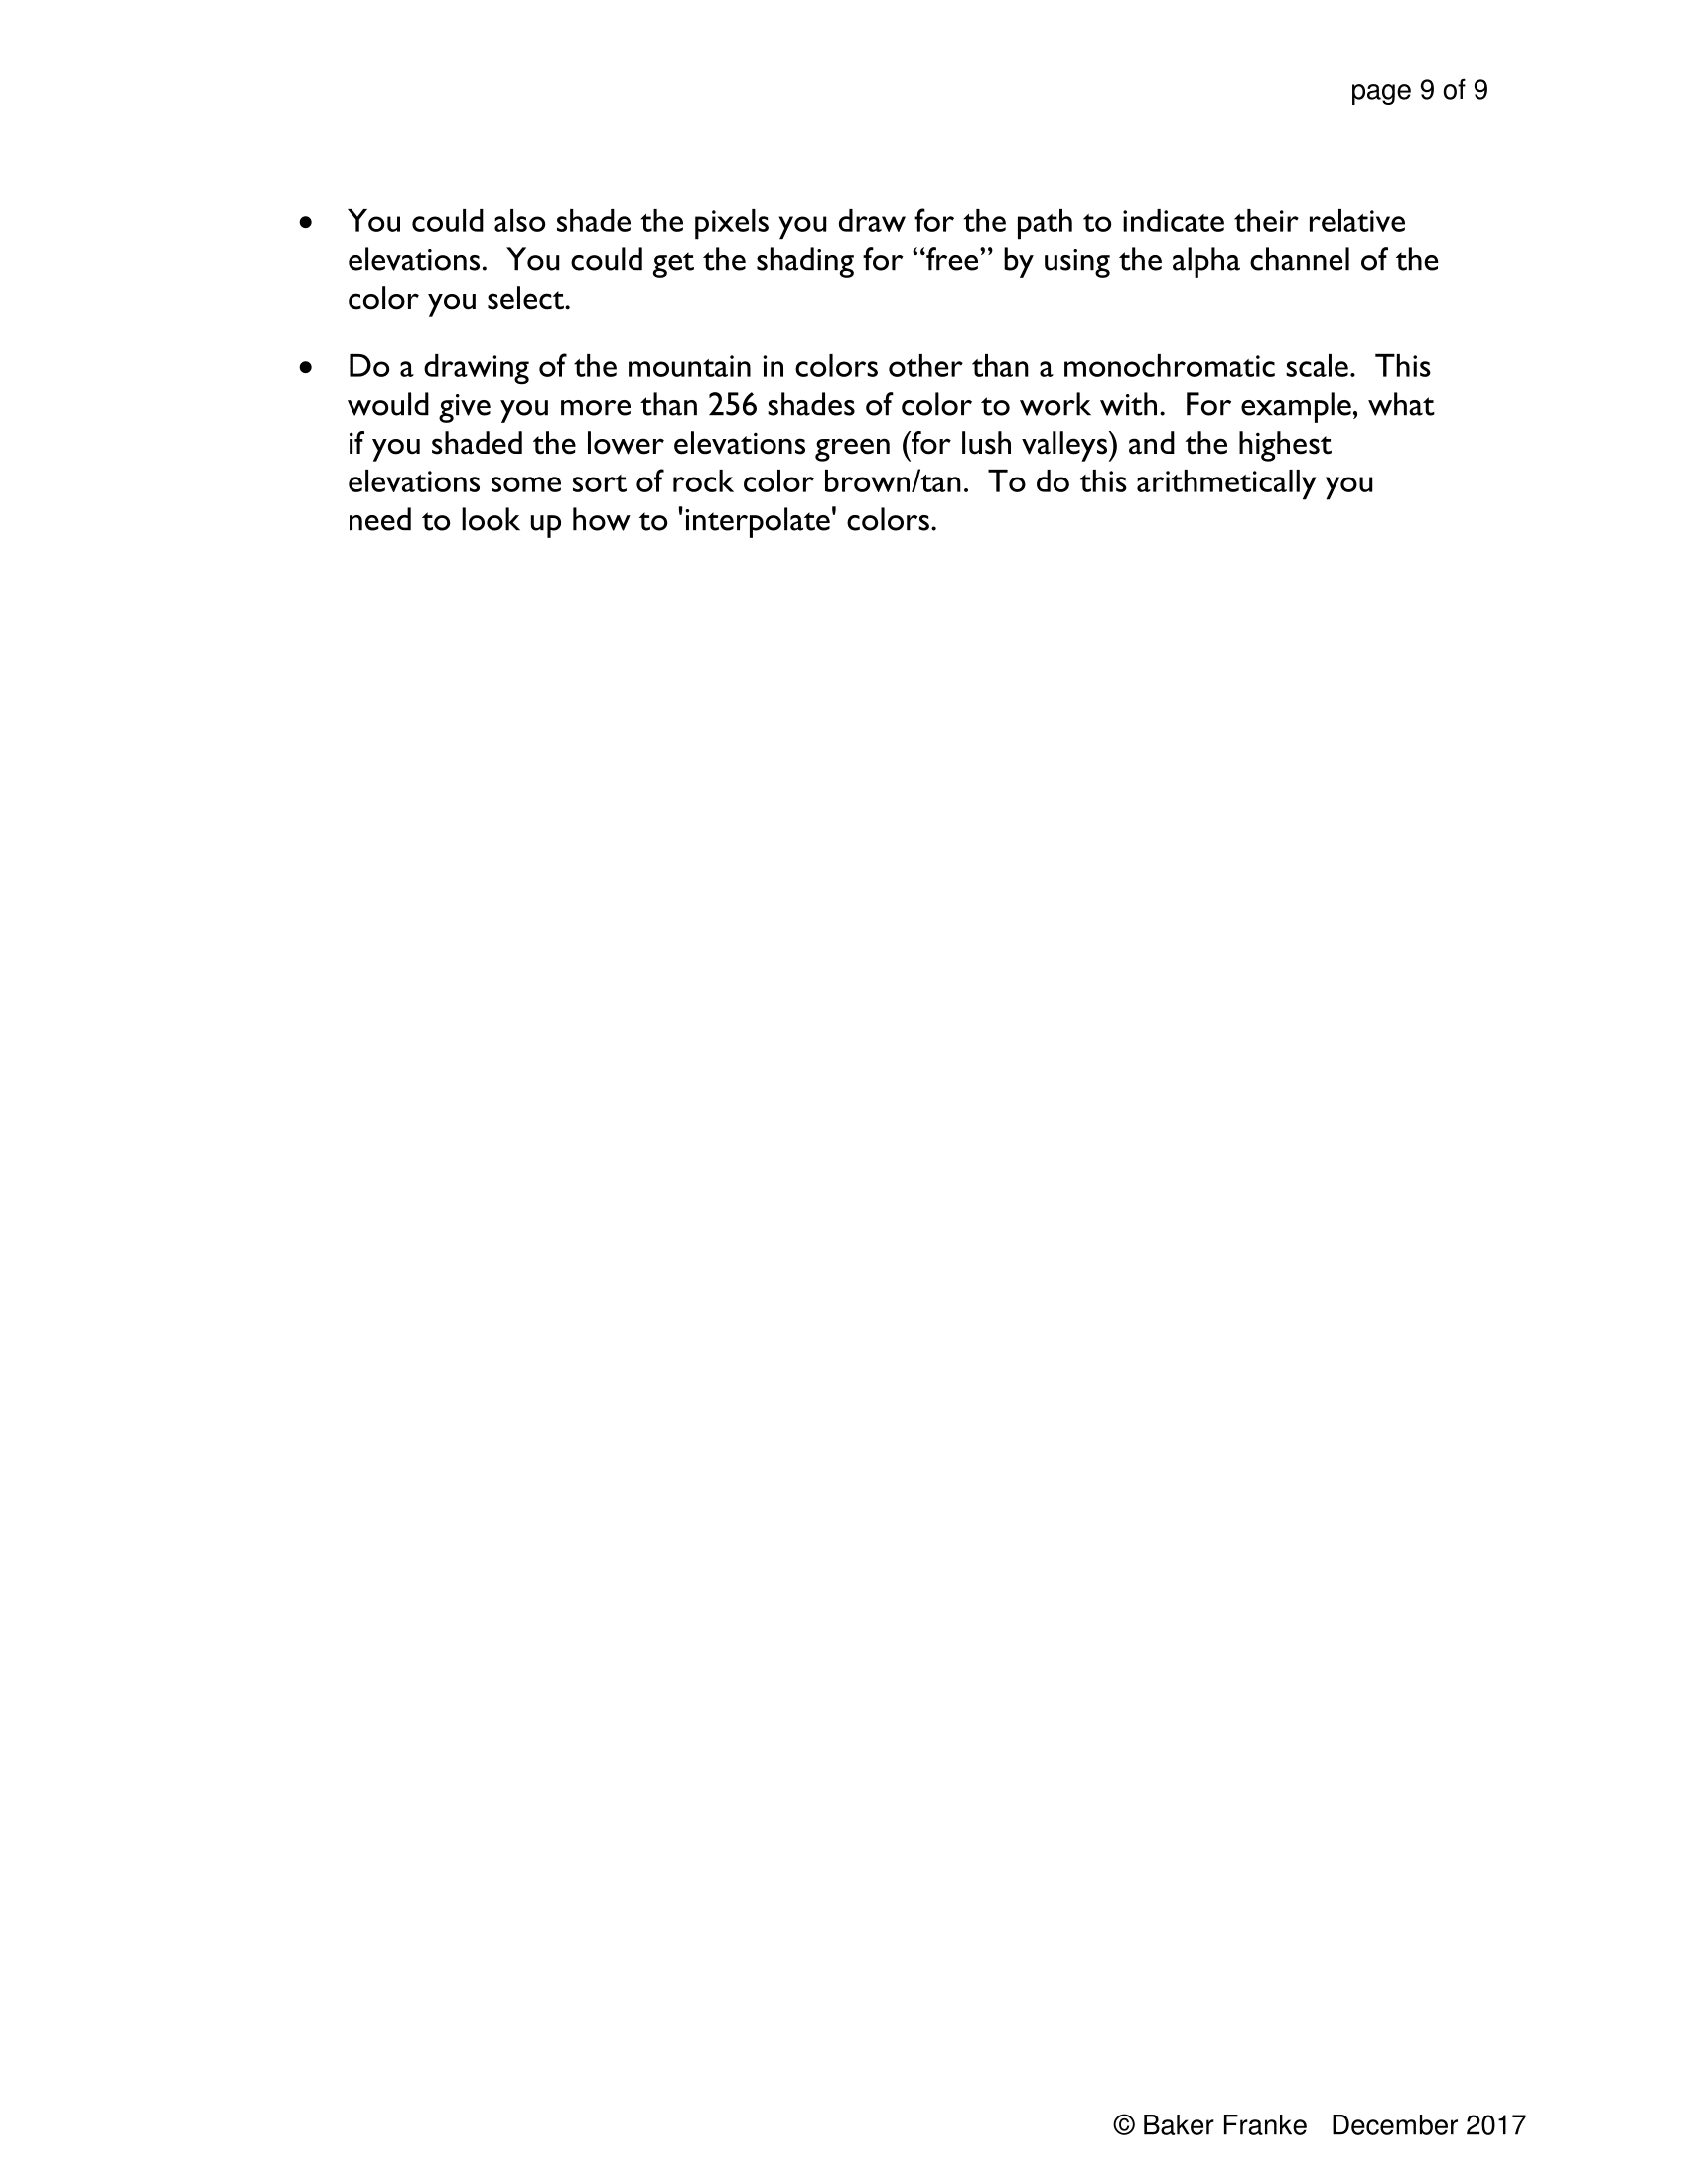 page 9 of 9
• You could also shade the pixels you draw for the path to indicate their relative
elevations.  You could get the shading for “free” by using the alpha channel of the
color you select.
• Do a drawing of the mountain in colors other than a monochromatic scale.  This
would give you more than 256 shades of color to work with.  For example, what
if you shaded the lower elevations green (for lush valleys) and the highest
elevations some sort of rock color brown/tan.  To do this arithmetically you
need to look up how to 'interpolate' colors.
© Baker Franke   December 2017